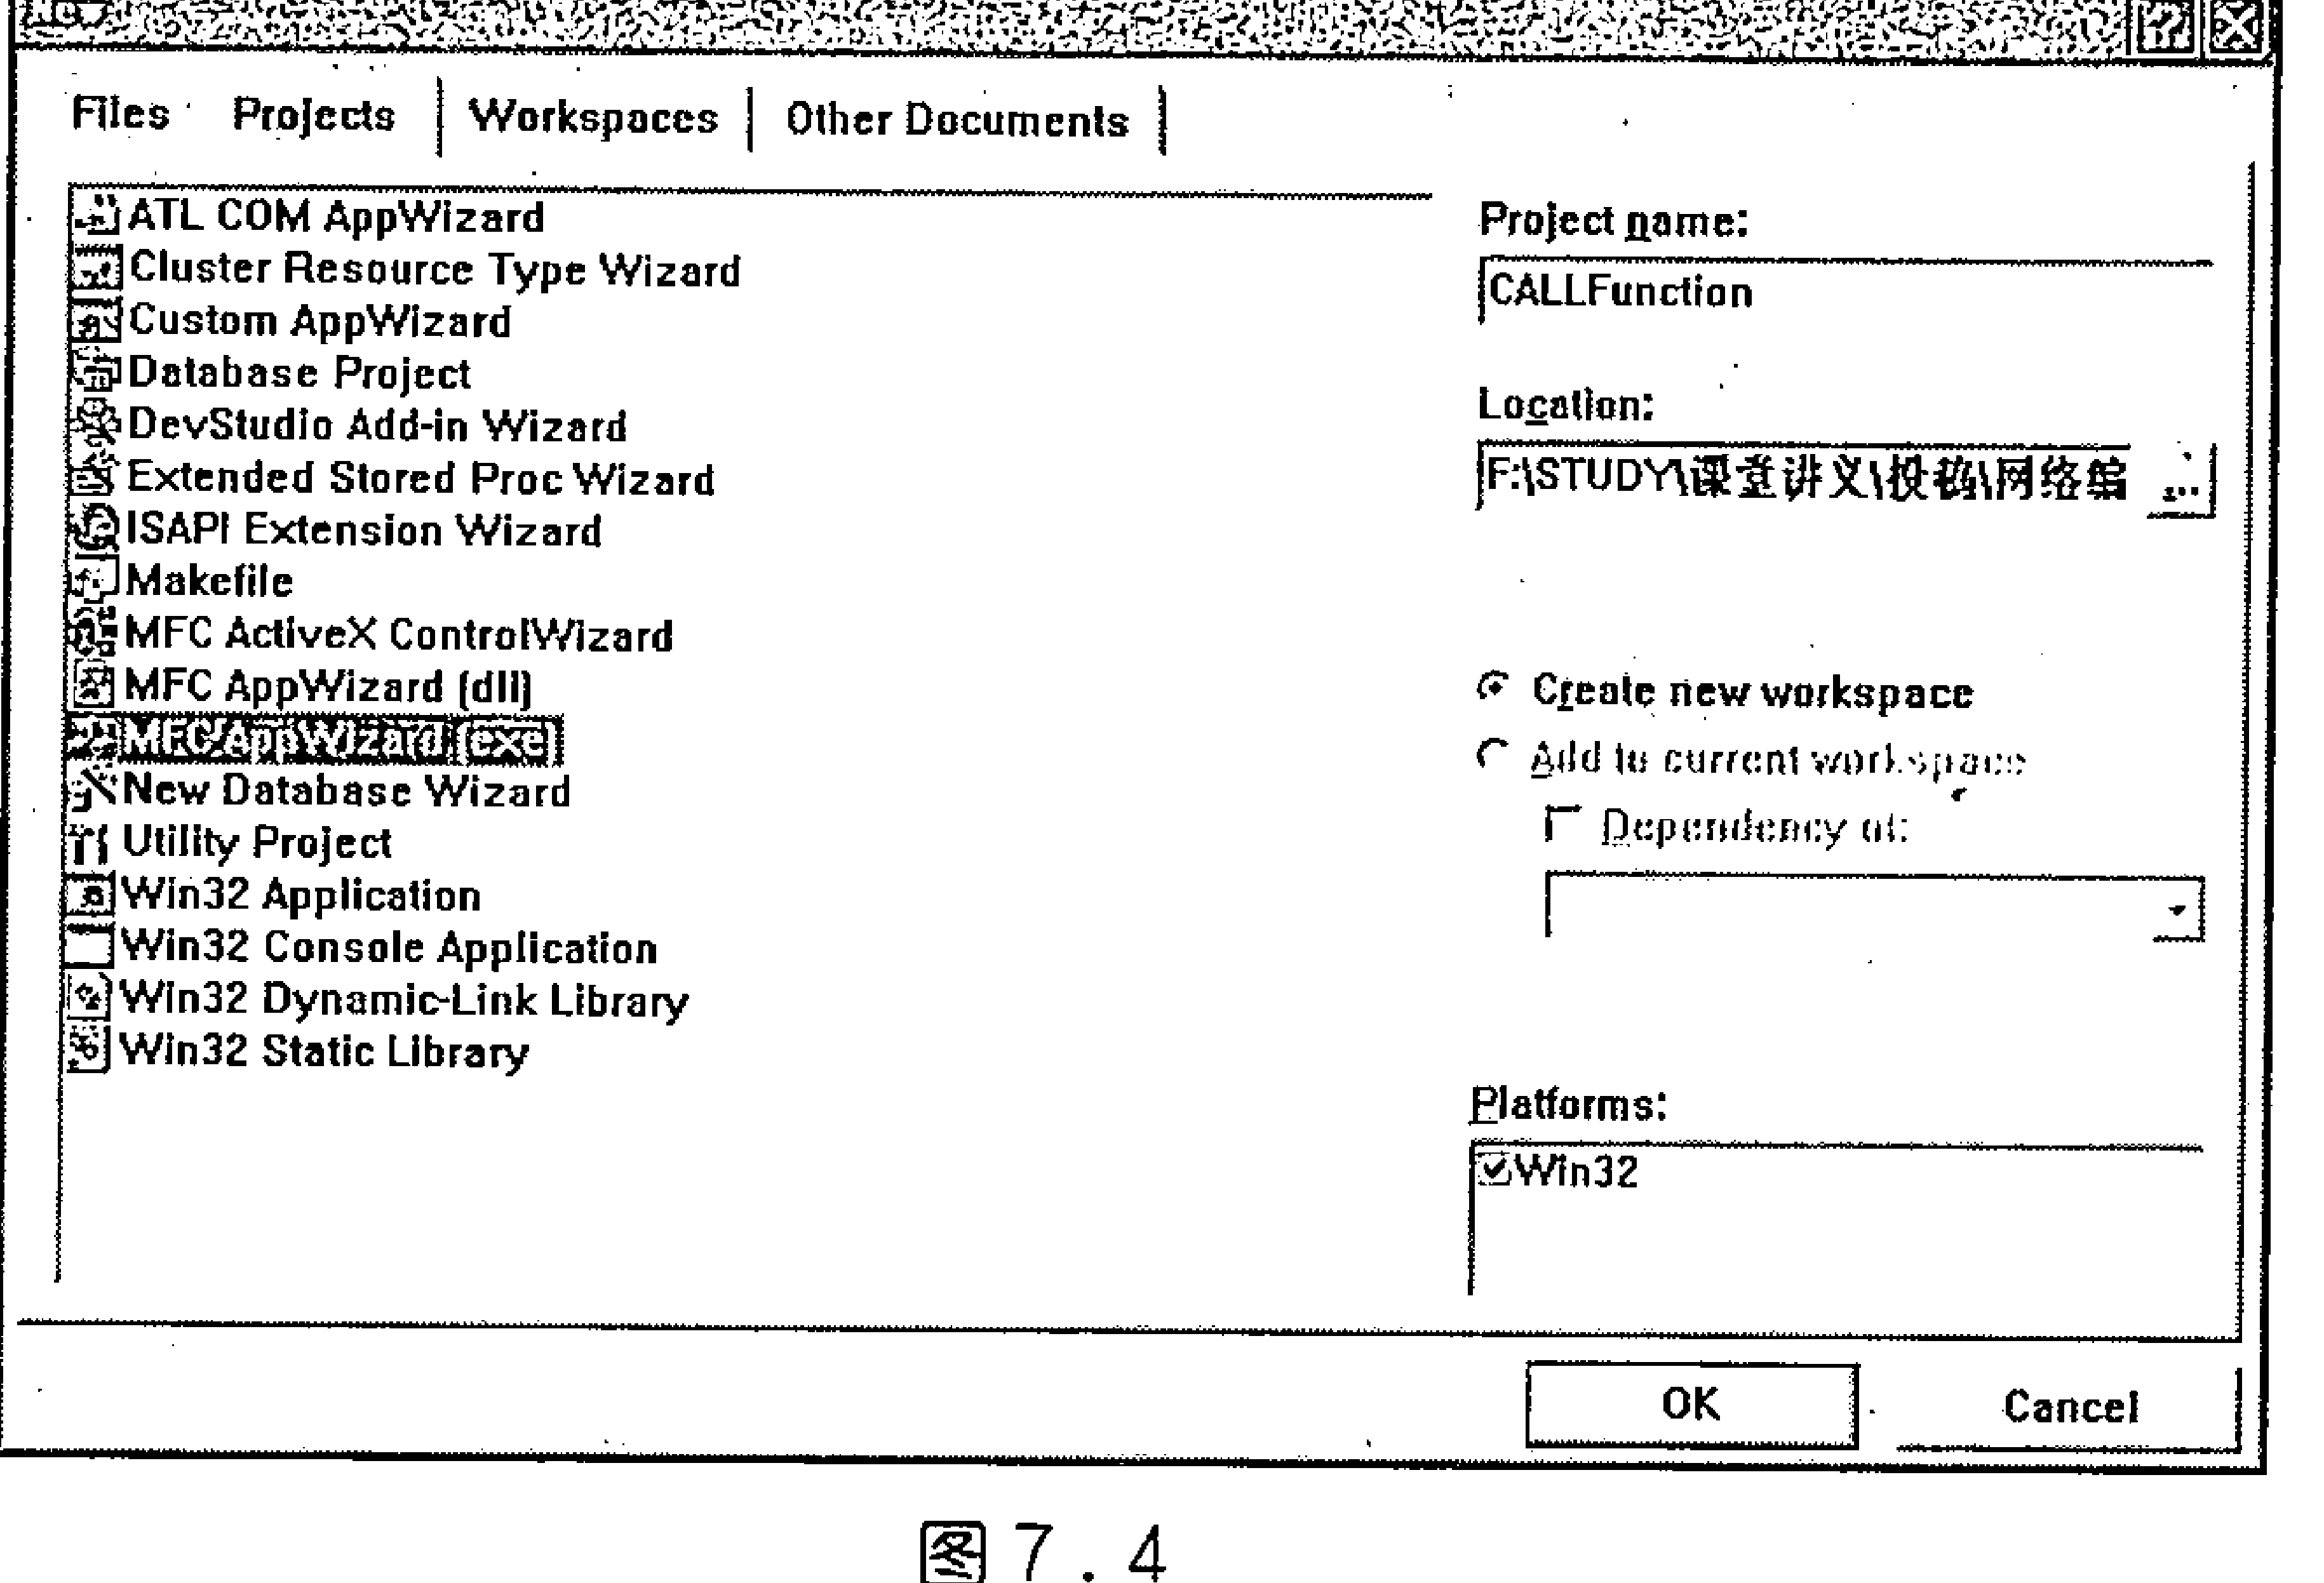 Files Projects Workspaces Other Documents
ATL COM AppWizard
Cluster Resource Type Wizard
Custom AppWizard
Database Project
DevStudio Add-in Wizard
Extended Stored Proc Wizard
ISAPI Extension Wizard
Makefile
MFC ActiveX ControlWizard
MFC AppWizard (dll)
MFC AppWizard (exe)
New Database Wizard
Utility Project
Win32 Application
Win32 Console Application
Win32 Dynamic-Link Library
Win32 Static Library
Project name:
CALLFunction
Location:
F:\STUDY\课堂讲义\投稿\网络编
...
Create new workspace
Add to current workspace
Dependency of:
Platforms:
Win32
OK Cancel
图 7.4